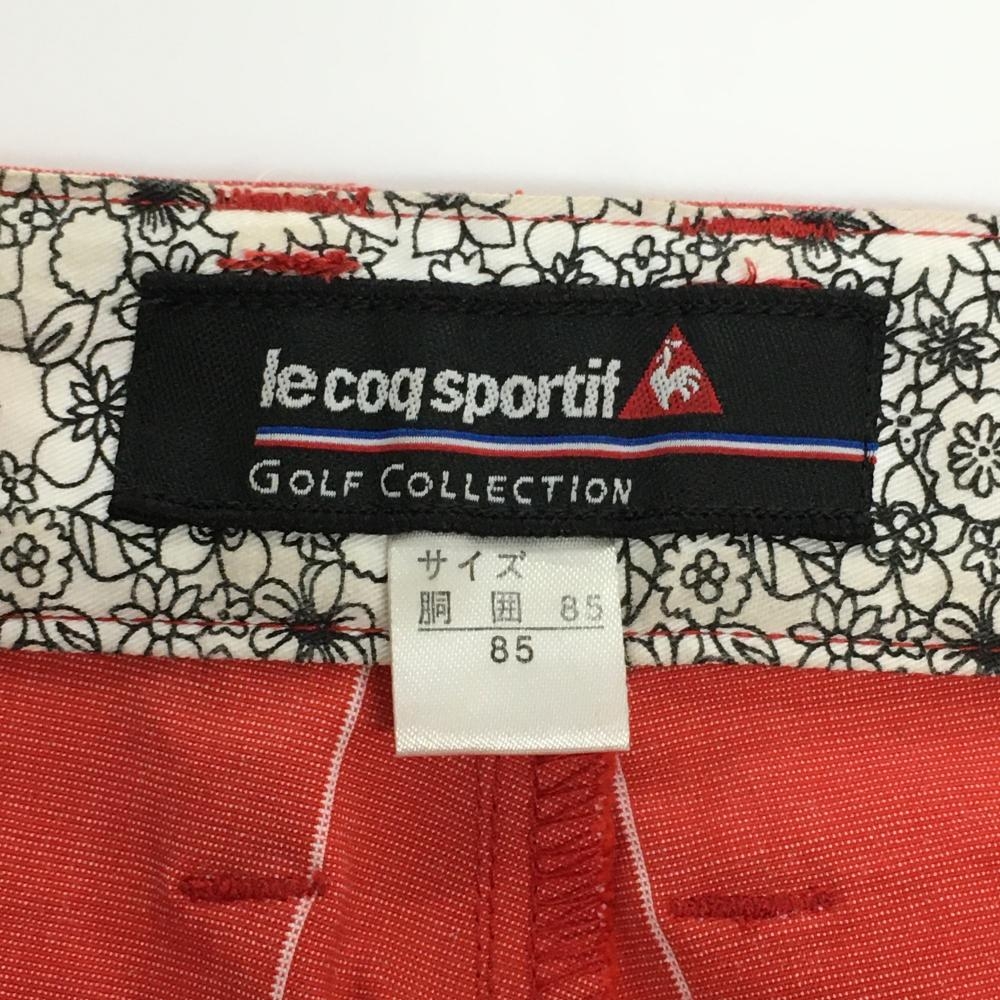 le coq sportif
GOLF COLLECTION
サイズ
胴囲 85
85